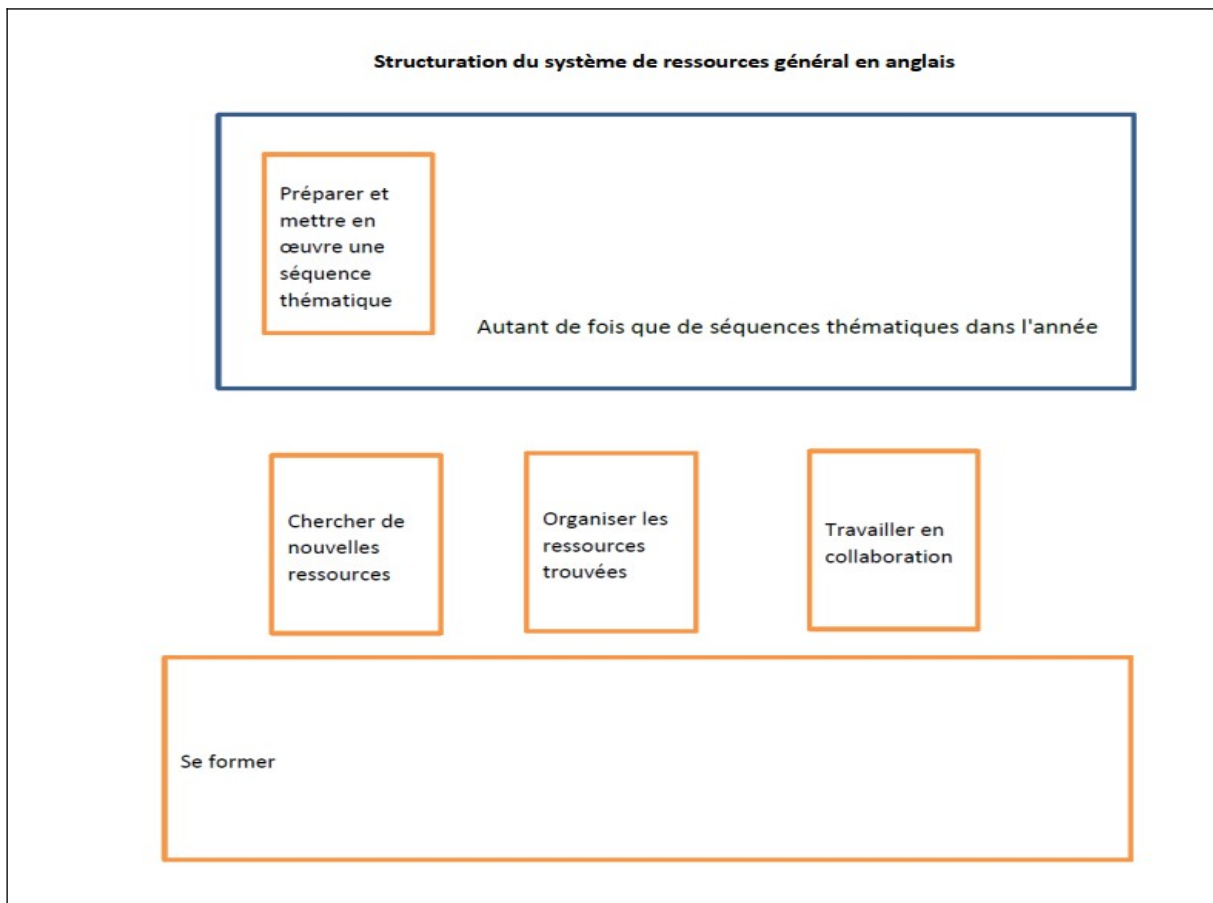 Structuration du système de ressources général en anglais
Préparer et
mettre en
œuvre une
séquence
thématique
Autant de fois que de séquences thématiques dans l'année
Chercher de
nouvelles
ressources
Organiser les
ressources
trouvées
Travailler en
collaboration
Se former